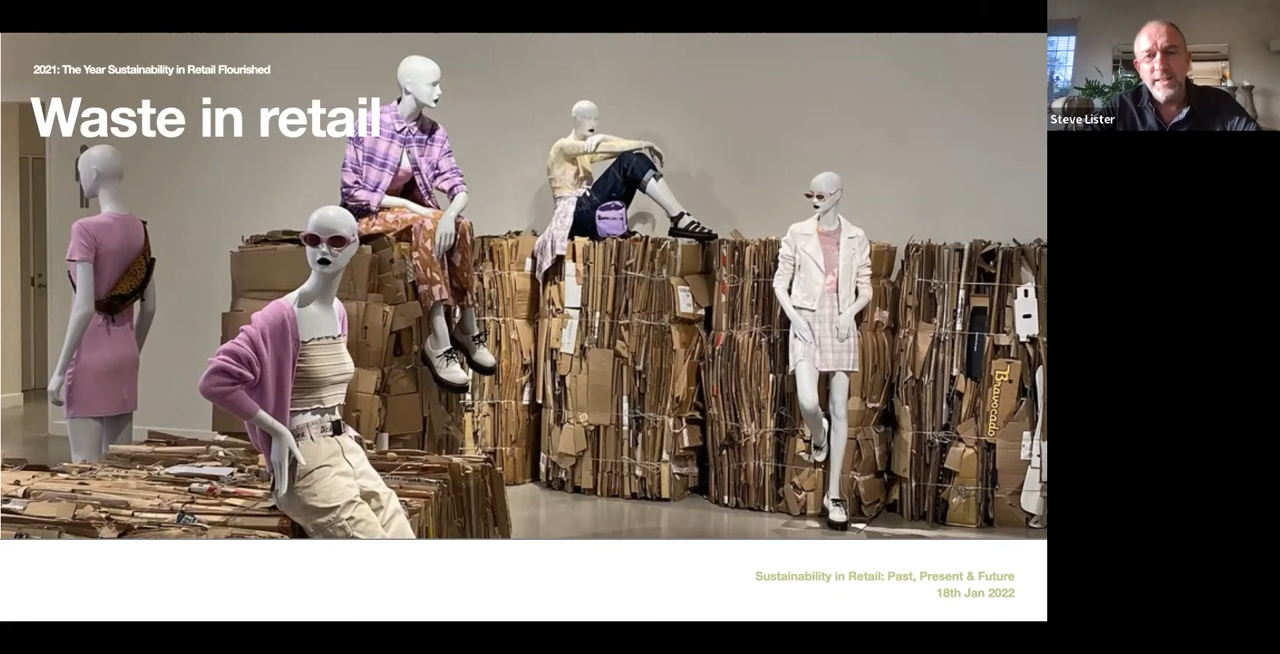 2021: The Year Sustainability in Retail Flourished
Waste in retail
Steve Lister
Bravocado
Sustainability in Retail: Past, Present & Future
18th Jan 2022